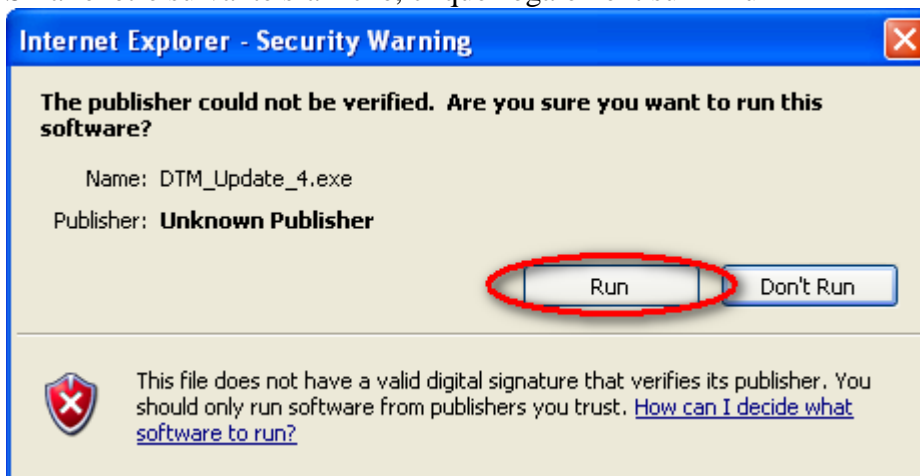 Internet Explorer - Security Warning
The publisher could not be verified. Are you sure you want to run this
software?
Name: DTM_Update_4.exe
Publisher: Unknown Publisher
Run
Don't Run
This file does not have a valid digital signature that verifies its publisher. You
should only run software from publishers you trust. How can I decide what
software to run?